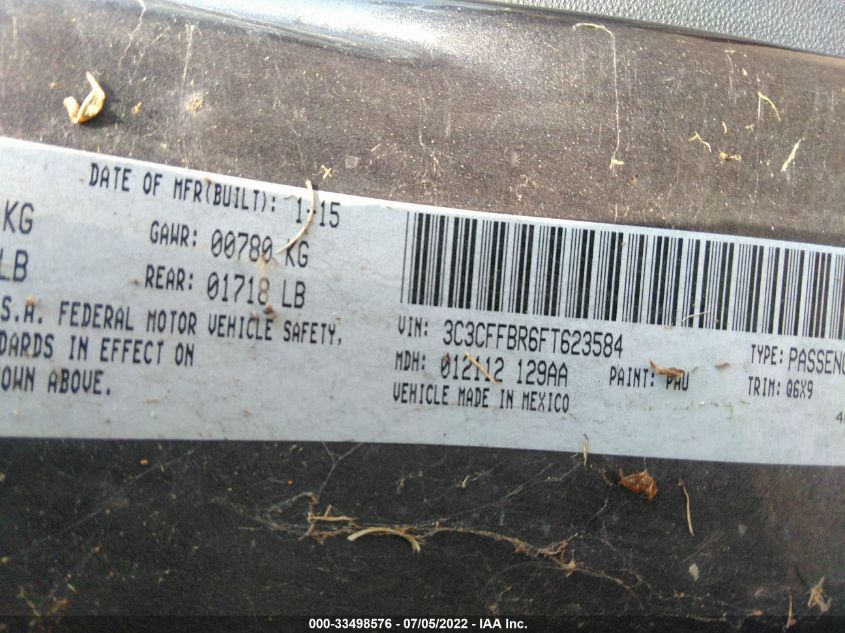 DATE OF MFR(BUILT): 1-15
KG GAWR: 00780 KG
LB REAR: 01718 LB
S.A. FEDERAL MOTOR VEHICLE SAFETY,
DARDS IN EFFECT ON
OWN ABOVE.
VIN: 3C3CFFBR6FT623584 TYPE: PASSENG
MDH: 012112 129AA PAINT: PAU TRIM: Q6X9
VEHICLE MADE IN MEXICO
000-33498576 - 07/05/2022 - IAA Inc.